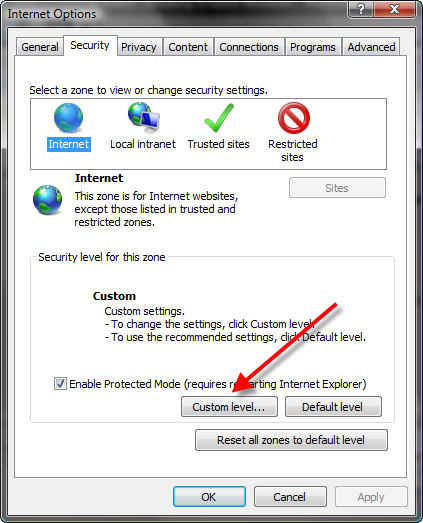 Internet Options
?
General Security Privacy Content Connections Programs Advanced
Select a zone to view or change security settings.
Internet Local intranet Trusted sites Restricted
sites
Internet
Sites
This zone is for Internet websites,
except those listed in trusted and
restricted zones.
Security level for this zone
Custom
Custom settings.
- To change the settings, click Custom level.
- To use the recommended settings, click Default level.
Enable Protected Mode (requires restarting Internet Explorer)
Custom level... Default level
Reset all zones to default level
OK Cancel Apply